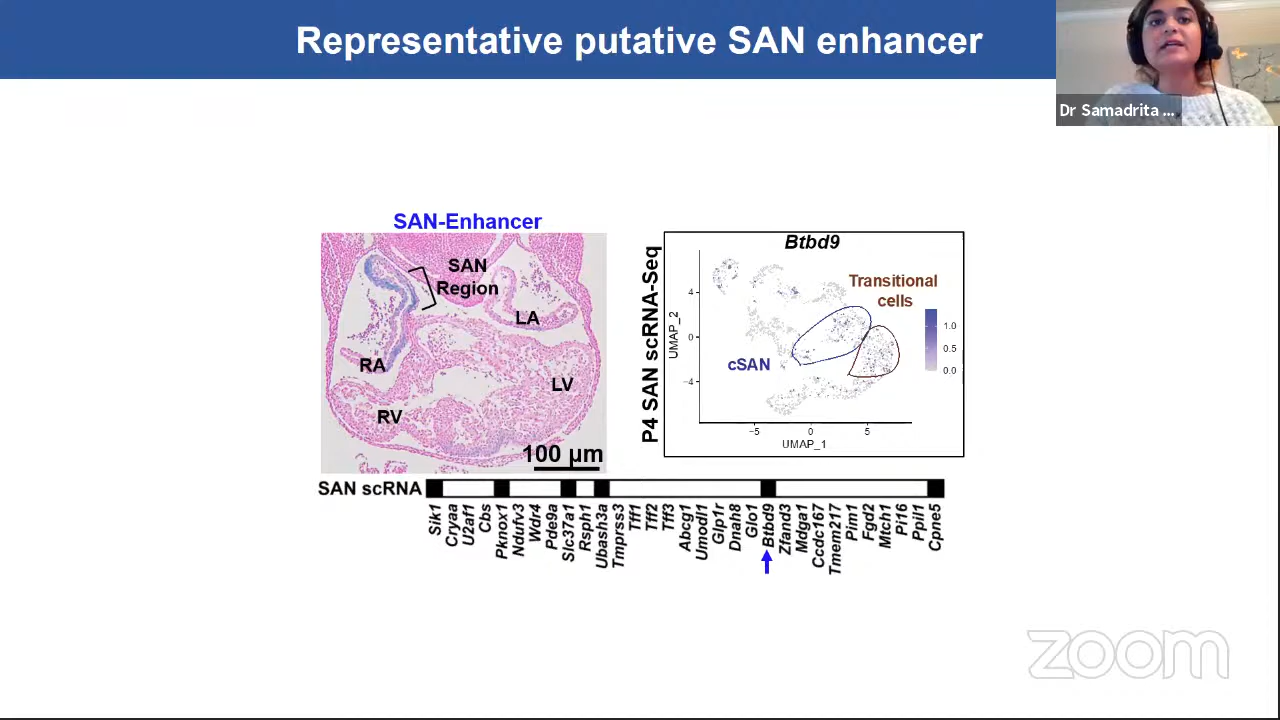 Representative putative SAN enhancer
Dr Samadrita ...
SAN-Enhancer
SAN
Region
LA
RA
LV
RV
100 µm
P4 SAN scRNA-Seq
Btbd9
Transitional
cells
cSAN
1.0
0.5
0.0
UMAP_2
4
0
−4
−5
0
5
UMAP_1
SAN scRNA
Sik1
Cryaa
U2af1
Cbs
Pknox1
Ndufv3
Wdr4
Pde9a
Slc37a1
Rsph1
Ubash3a
Tmprss3
Tff1
Tff2
Tff3
Abcg1
Umodl1
Glp1r
Dnah8
Glo1
Btbd9
Zfand3
Mdga1
Ccdc167
Tmem217
Pim1
Fgd2
Mtch1
Pi16
Ppil1
Cpne5
zoom